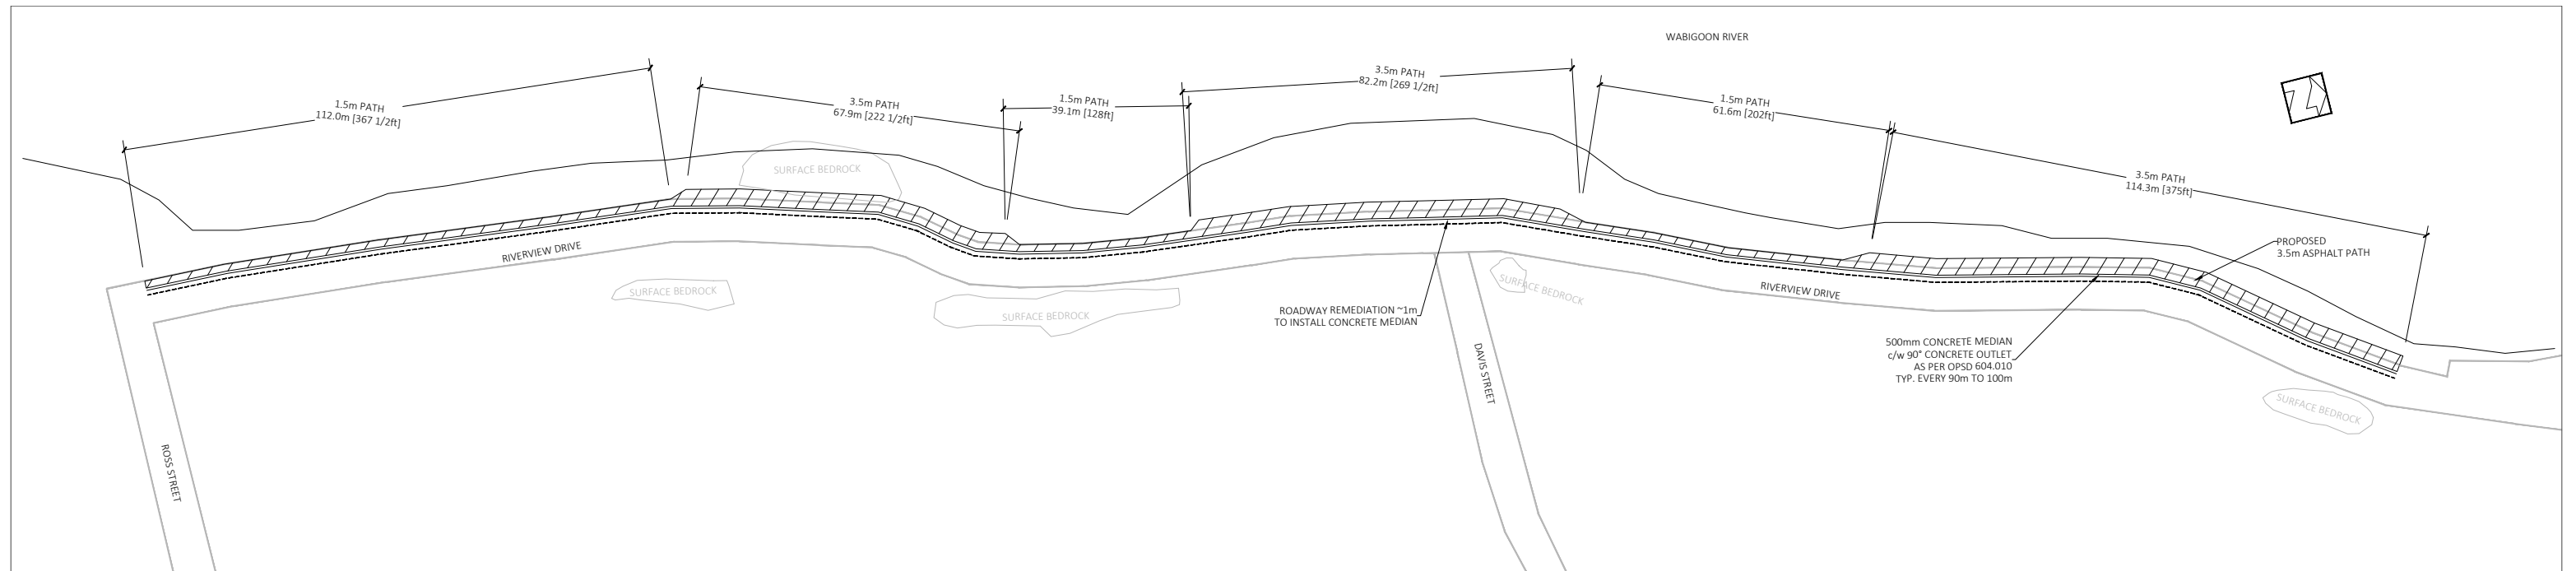 WABIGOON RIVER
1.5m PATH
112.0m [367 1/2ft]
3.5m PATH
67.9m [222 1/2ft]
1.5m PATH
39.1m [128ft]
3.5m PATH
82.2m [269 1/2ft]
1.5m PATH
61.6m [202ft]
3.5m PATH
114.3m [375ft]
SURFACE BEDROCK
RIVERVIEW DRIVE
SURFACE BEDROCK
SURFACE BEDROCK
SURFACE BEDROCK
PROPOSED
3.5m ASPHALT PATH
RIVERVIEW DRIVE
ROADWAY REMEDIATION ~1m
TO INSTALL CONCRETE MEDIAN
500mm CONCRETE MEDIAN
c/w 90° CONCRETE OUTLET
AS PER OPSD 604.010
TYP. EVERY 90m TO 100m
DAVIS STREET
SURFACE BEDROCK
ROSS STREET